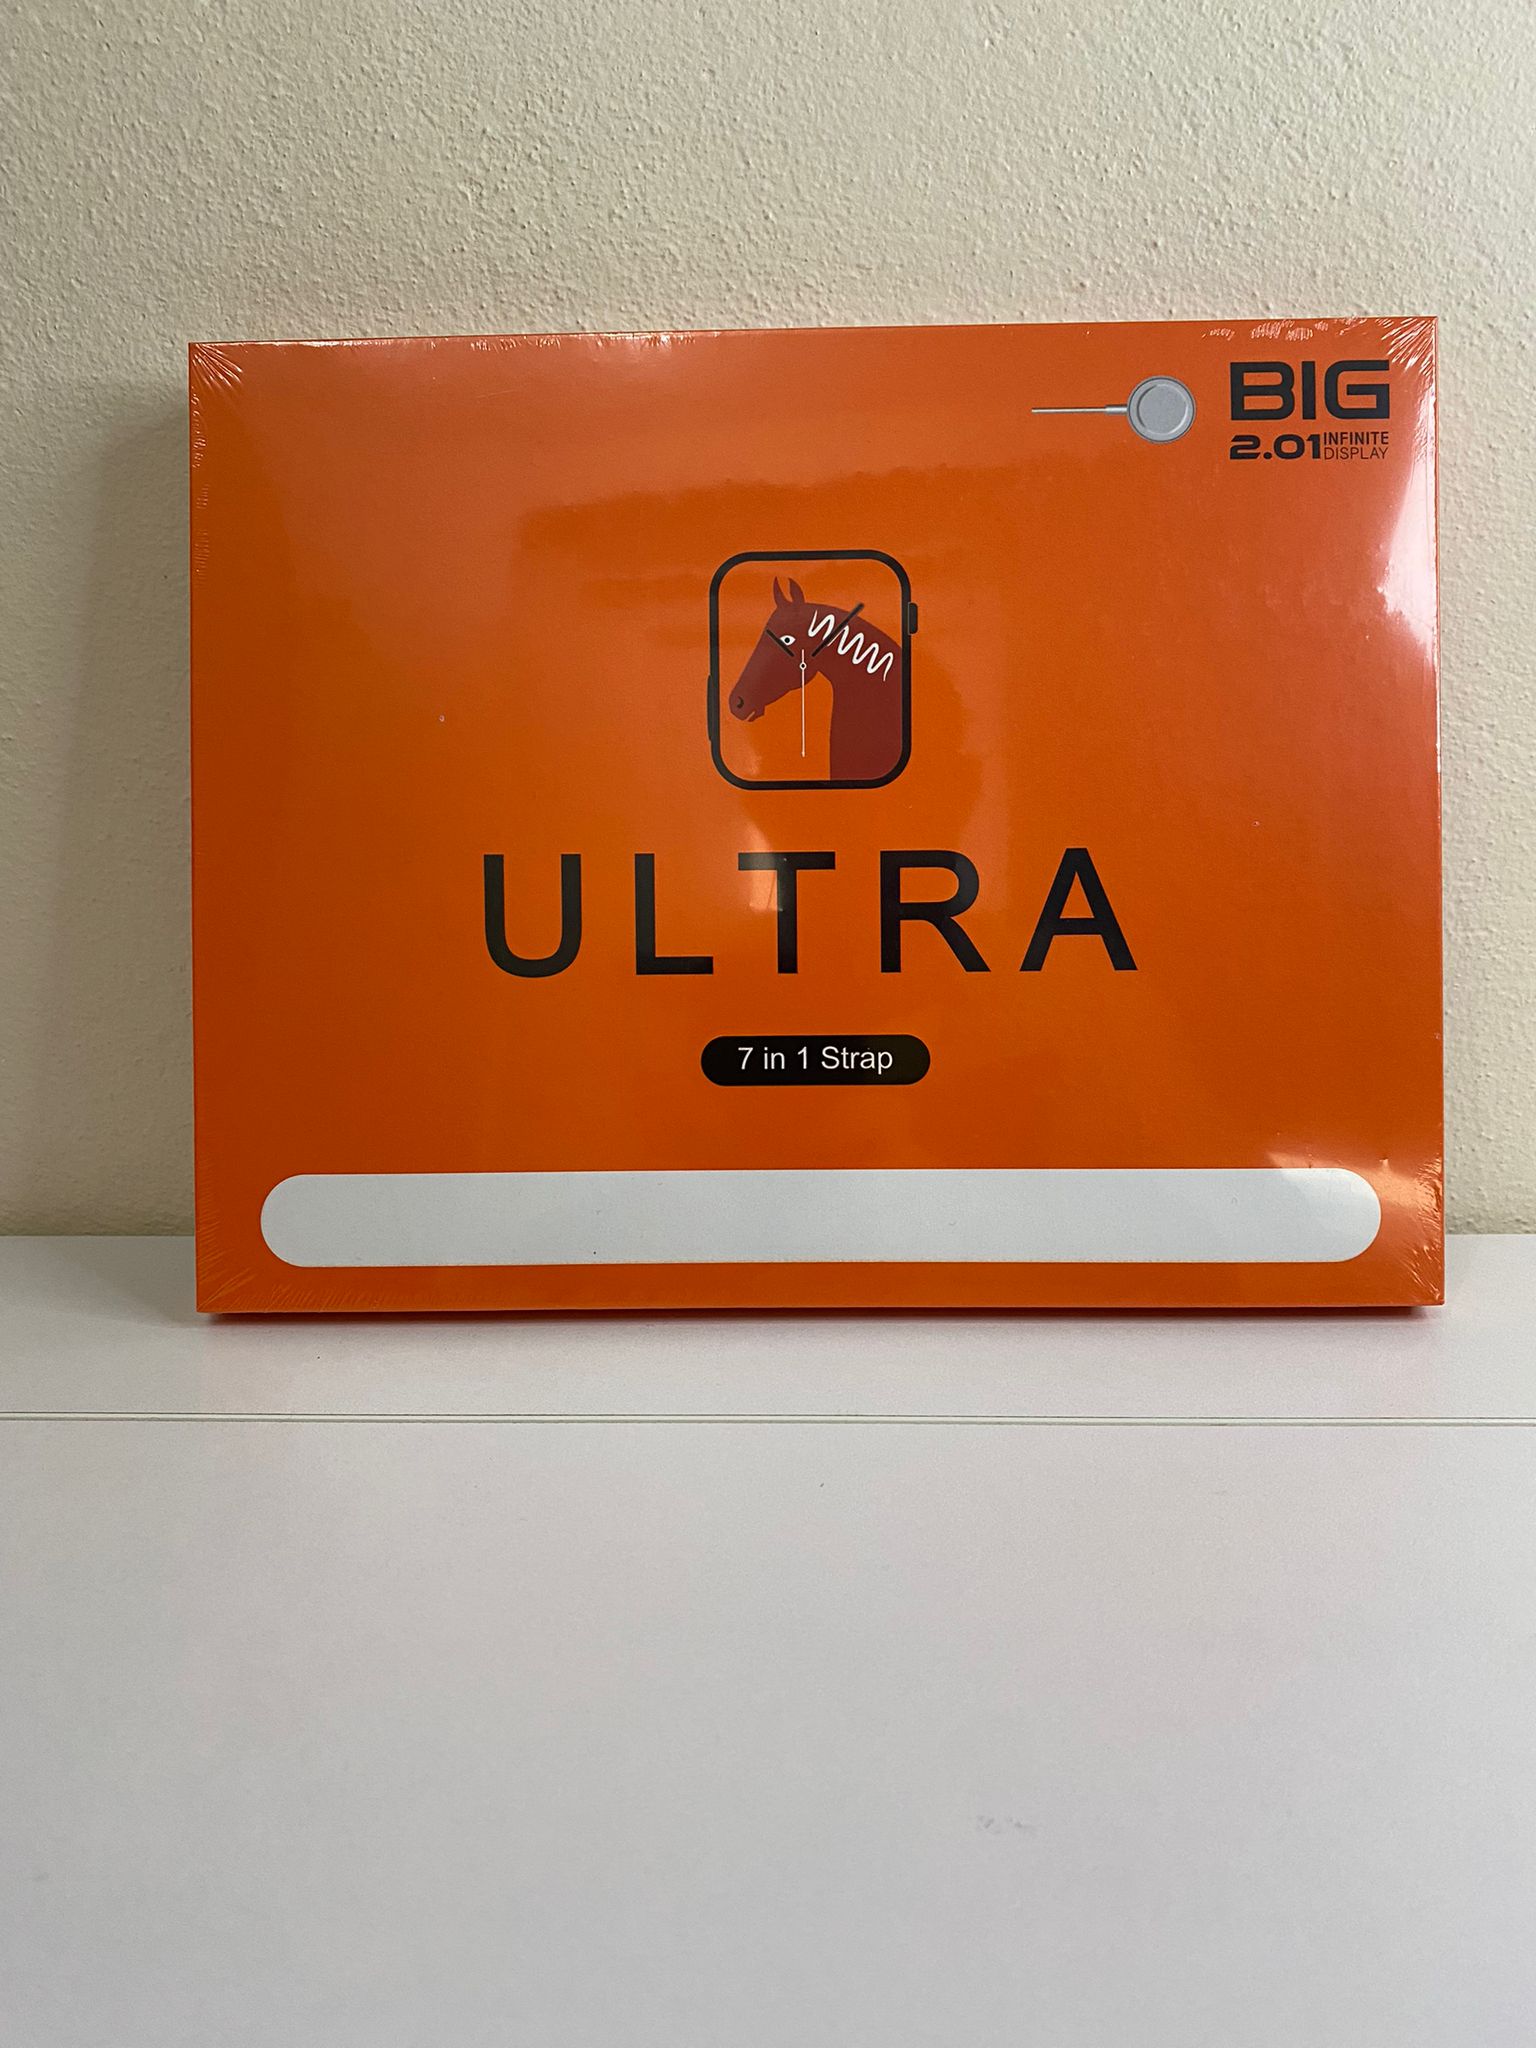 BIG
2.01 INFINITE
DISPLAY
ULTRA
7 in 1 Strap